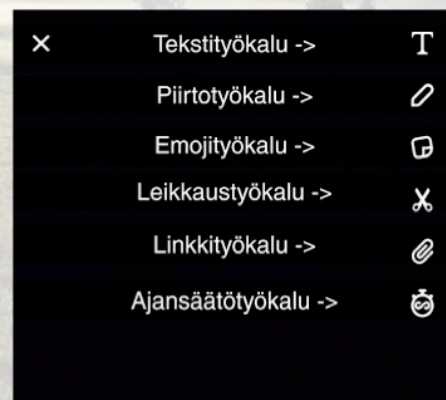 Tekstityökalu ->
Piirtotyökalu ->
Emojityökalu ->
Leikkaustyökalu ->
Linkkityökalu ->
Ajansäätötyökalu ->